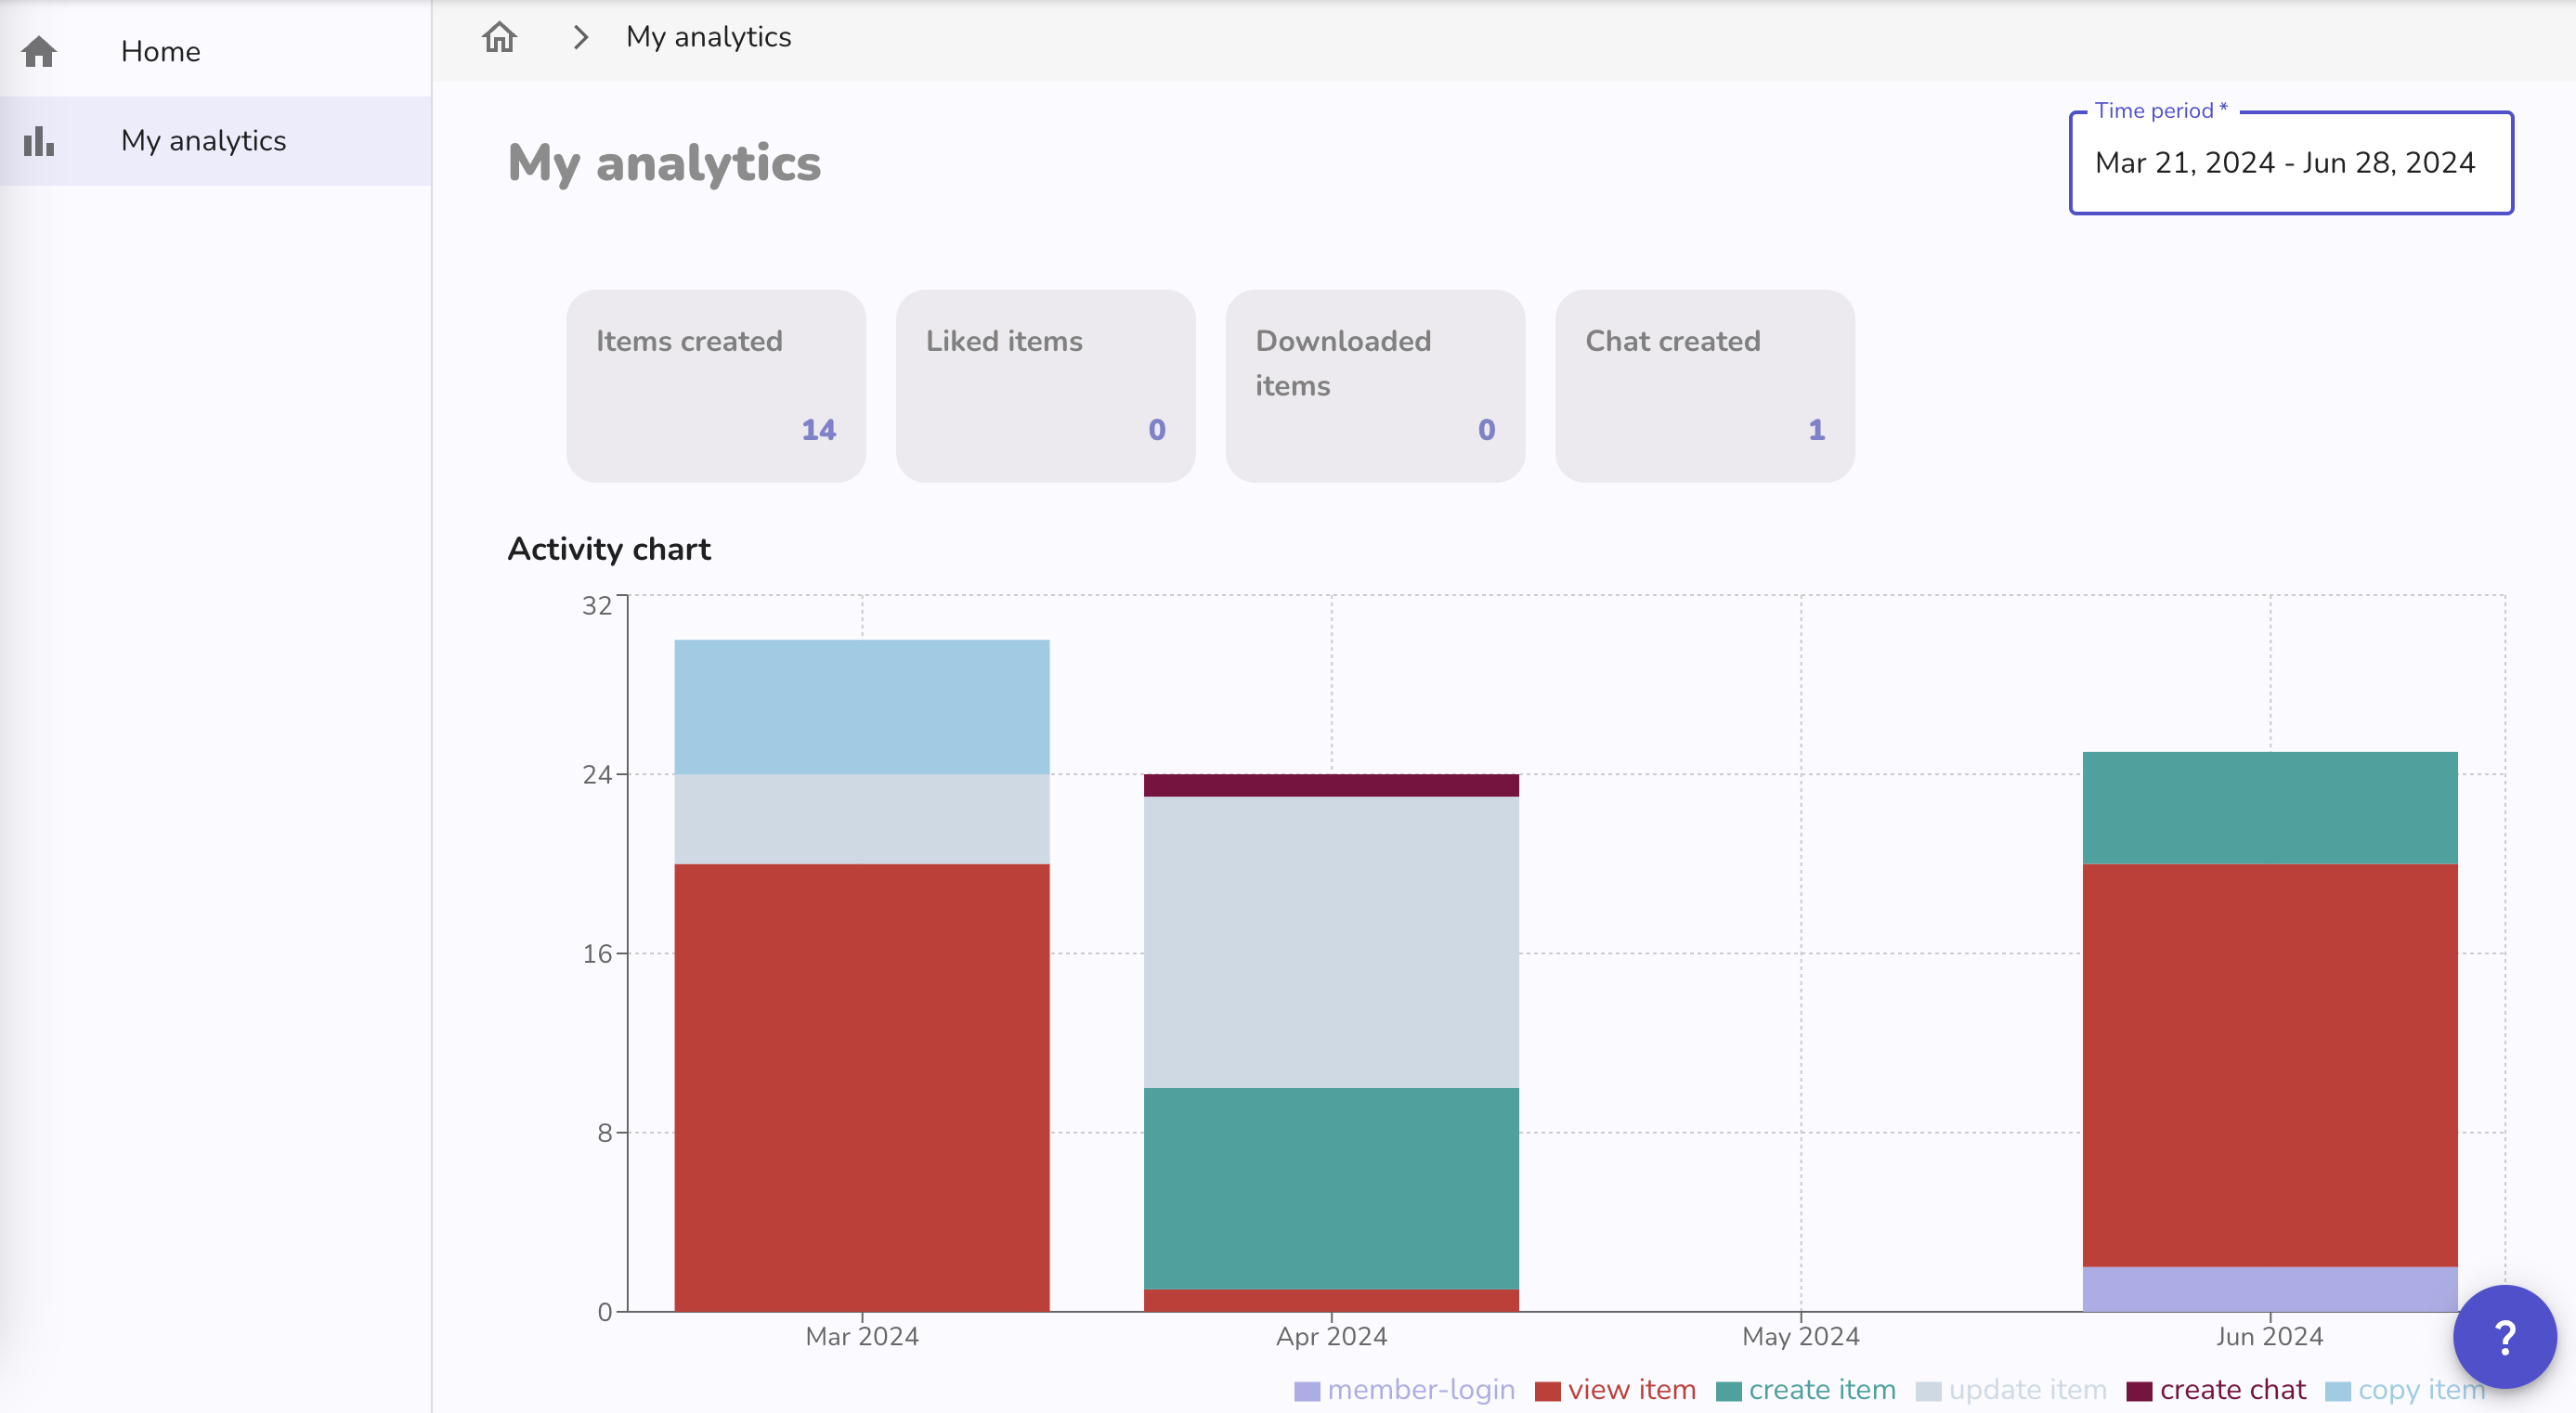 Home
My analytics
My analytics
My analytics
Time period *
Mar 21, 2024 - Jun 28, 2024
Items created
14
Liked items
0
Downloaded
items
0
Chat created
1
Activity chart
32
24
16
8
0
Mar 2024
Apr 2024
May 2024
Jun 2024
?
member-login
view item
create item
update item
create chat
copy item